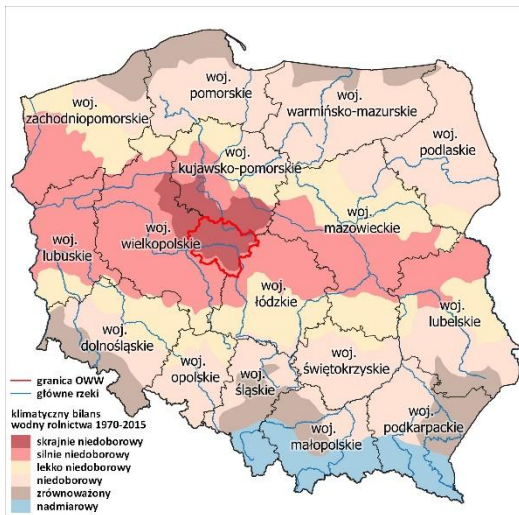 woj.
pomorskie
woj.
warmińsko-mazurskie
woj.
zachodniopomorskie
woj.
podlaskie
woj.
kujawsko-pomorskie
woj.
mazowieckie
woj.
wielkopolskie
woj.
lubuskie
woj.
łódzkie
woj.
lubelskie
woj.
dolnośląskie
woj.
opolskie
woj.
śląskie
woj.
świętokrzyskie
woj.
małopolskie
woj.
podkarpackie
granica OWW
główne rzeki
klimatyczny bilans
wodny rolnictwa 1970-2015
skrajnie niedoborowy
silnie niedoborowy
lekko niedoborowy
niedoborowy
zrównoważony
nadmiarowy